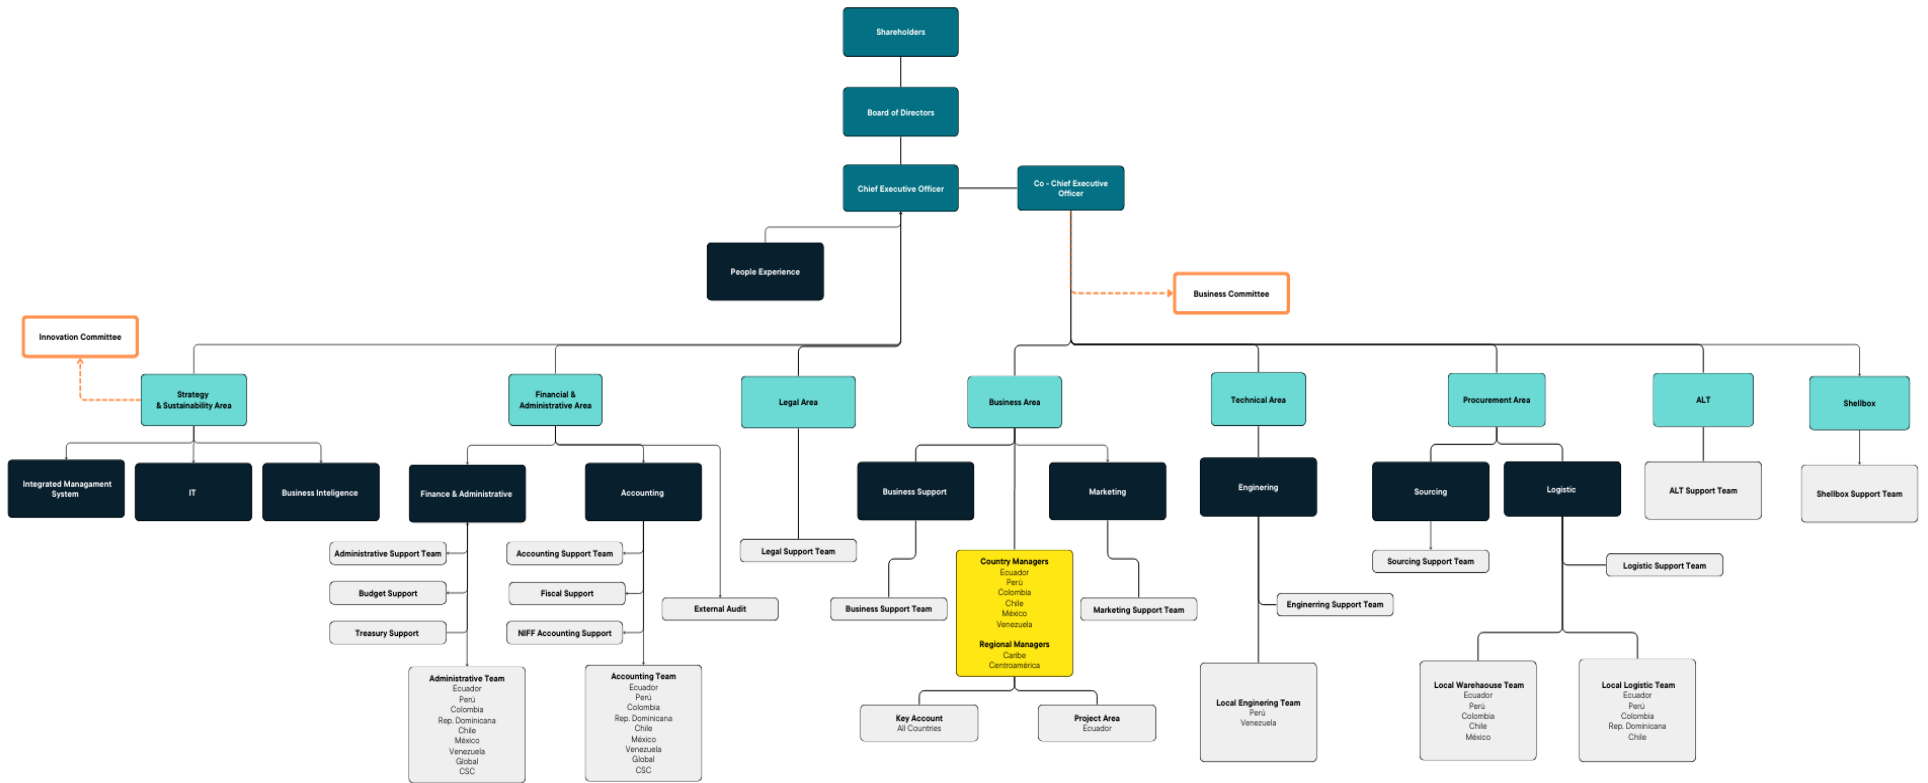 Shareholders
Board of Directors
Chief Executive Officer
Co - Chief Executive
Officer
People Experience
Business Committee
Innovation Committee
Strategy
& Sustainability Area
Financial &
Administrative Area
Legal Area
Business Area
Technical Area
Procurement Area
ALT
Shellbox
Integrated Managament
System
IT
Business Inteligence
Finance & Administrative
Accounting
Business Support
Marketing
Enginering
Sourcing
Logistic
ALT Support Team
Shellbox Support Team
Administrative Support Team
Budget Support
Treasury Support
Accounting Support Team
Fiscal Support
NIFF Accounting Support
External Audit
Legal Support Team
Business Support Team
Country Managers
Ecuador
Perú
Colombia
Chile
México
Venezuela
Regional Managers
Caribe
Centroamérica
Marketing Support Team
Enginerring Support Team
Sourcing Support Team
Logistic Support Team
Administrative Team
Ecuador
Perú
Colombia
Rep. Dominicana
Chile
México
Venezuela
Global
CSC
Accounting Team
Ecuador
Perú
Colombia
Rep. Dominicana
Chile
México
Venezuela
Global
CSC
Key Account
All Countries
Project Area
Ecuador
Local Enginering Team
Perú
Venezuela
Local Warehaouse Team
Ecuador
Perú
Colombia
Chile
México
Local Logistic Team
Ecuador
Perú
Colombia
Rep. Dominicana
Chile